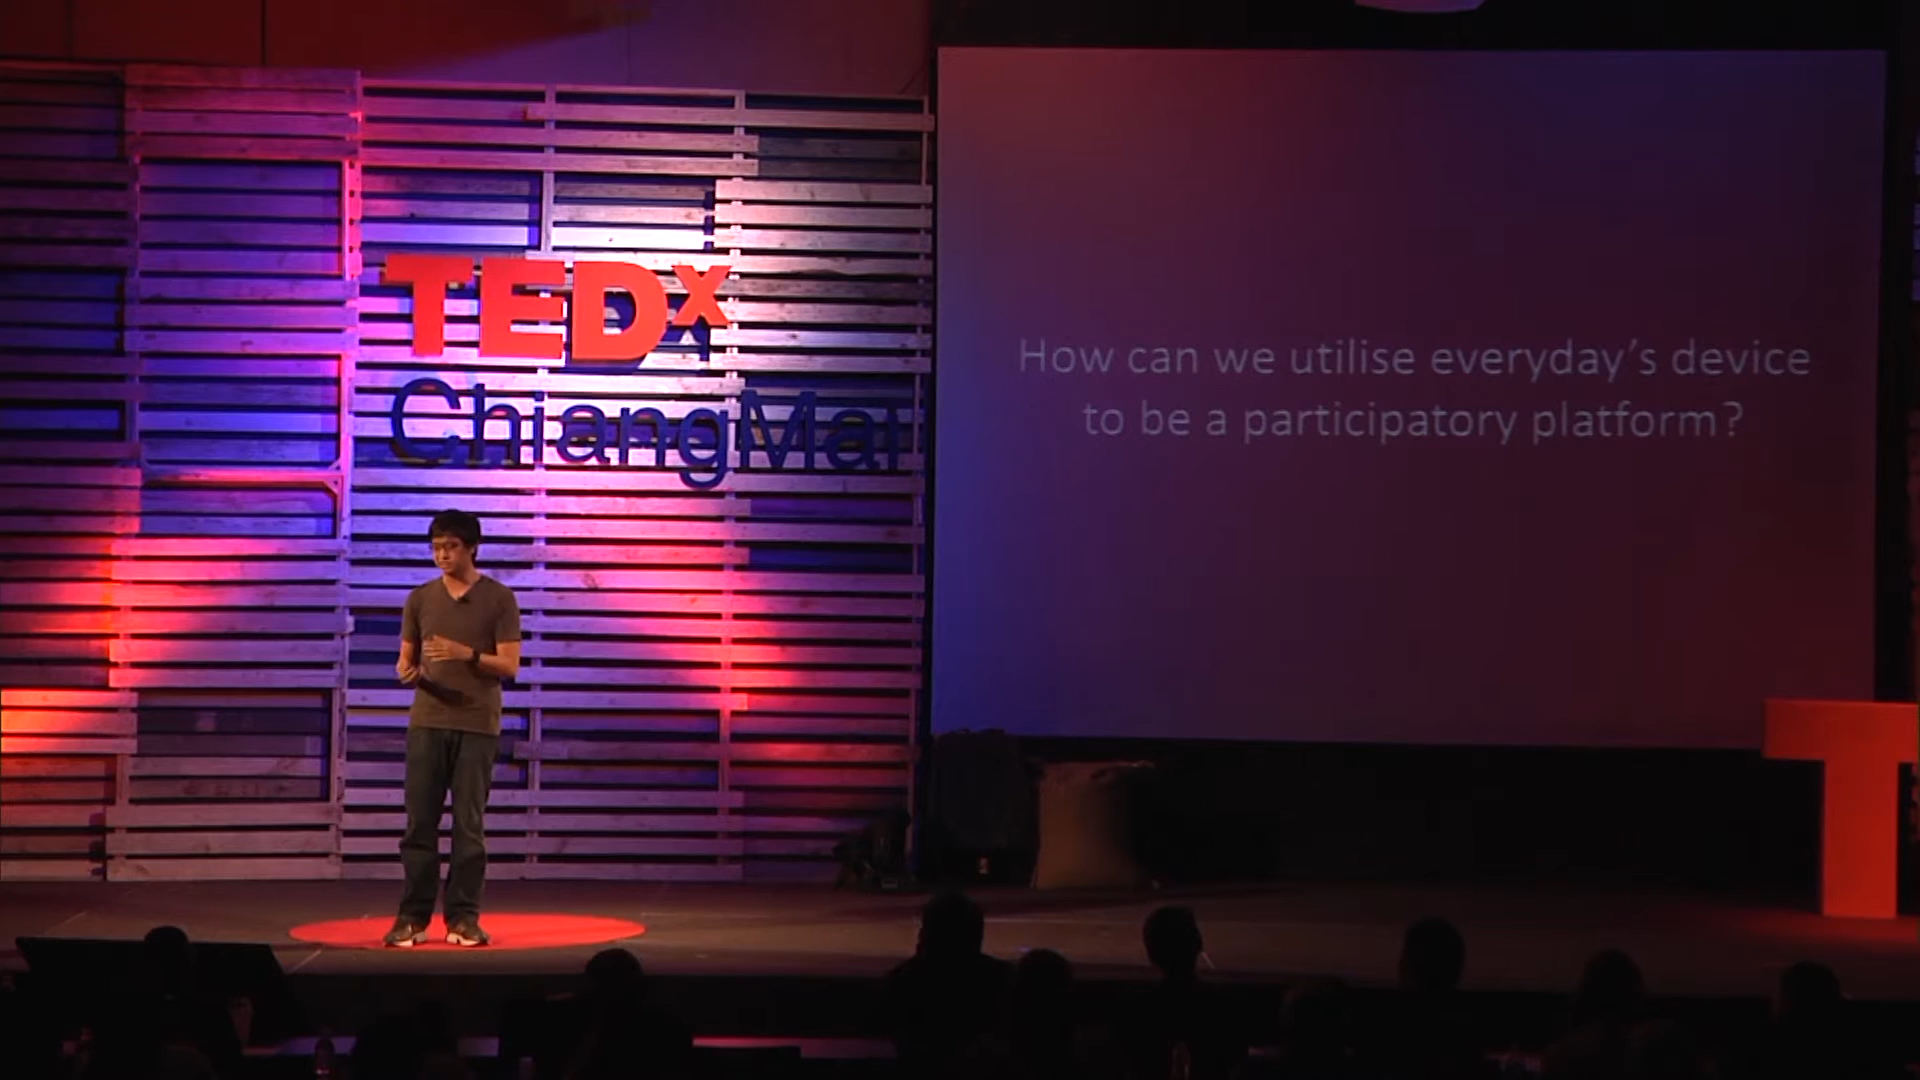 TEDx
ChiangMai
How can we utilise everyday's device
to be a participatory platform?
T